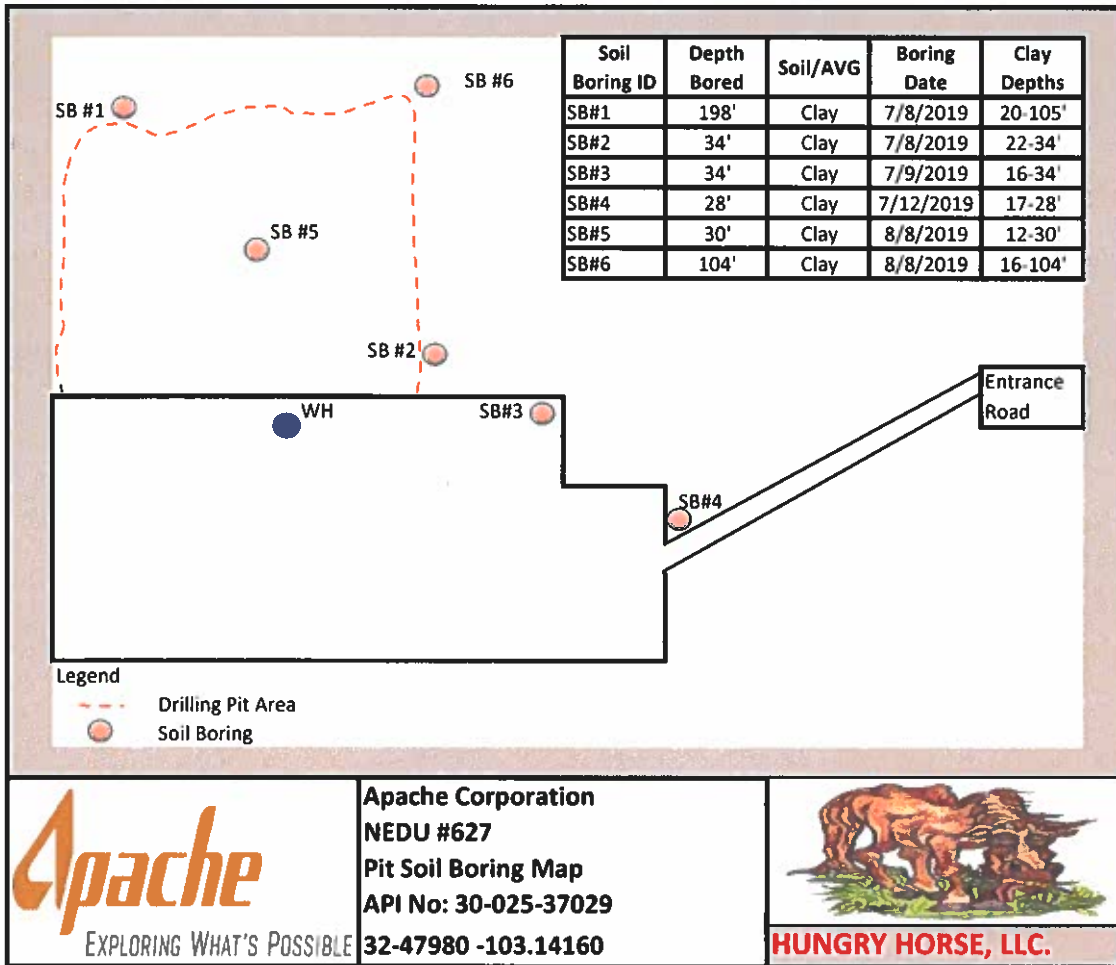 Soil Boring ID | Depth Bored | Soil/AVG | Boring Date | Clay Depths
SB#1 | 198' | Clay | 7/8/2019 | 20-105'
SB#2 | 34' | Clay | 7/8/2019 | 22-34'
SB#3 | 34' | Clay | 7/9/2019 | 16-34'
SB#4 | 28' | Clay | 7/12/2019 | 17-28'
SB#5 | 30' | Clay | 8/8/2019 | 12-30'
SB#6 | 104' | Clay | 8/8/2019 | 16-104'
SB #1
SB #6
SB #5
SB #2
WH
SB#3
Entrance
Road
SB#4
Legend
Drilling Pit Area
Soil Boring
Apache
EXPLORING WHAT'S POSSIBLE
Apache Corporation
NEDU #627
Pit Soil Boring Map
API No: 30-025-37029
32-47980 -103.14160
HUNGRY HORSE, LLC.